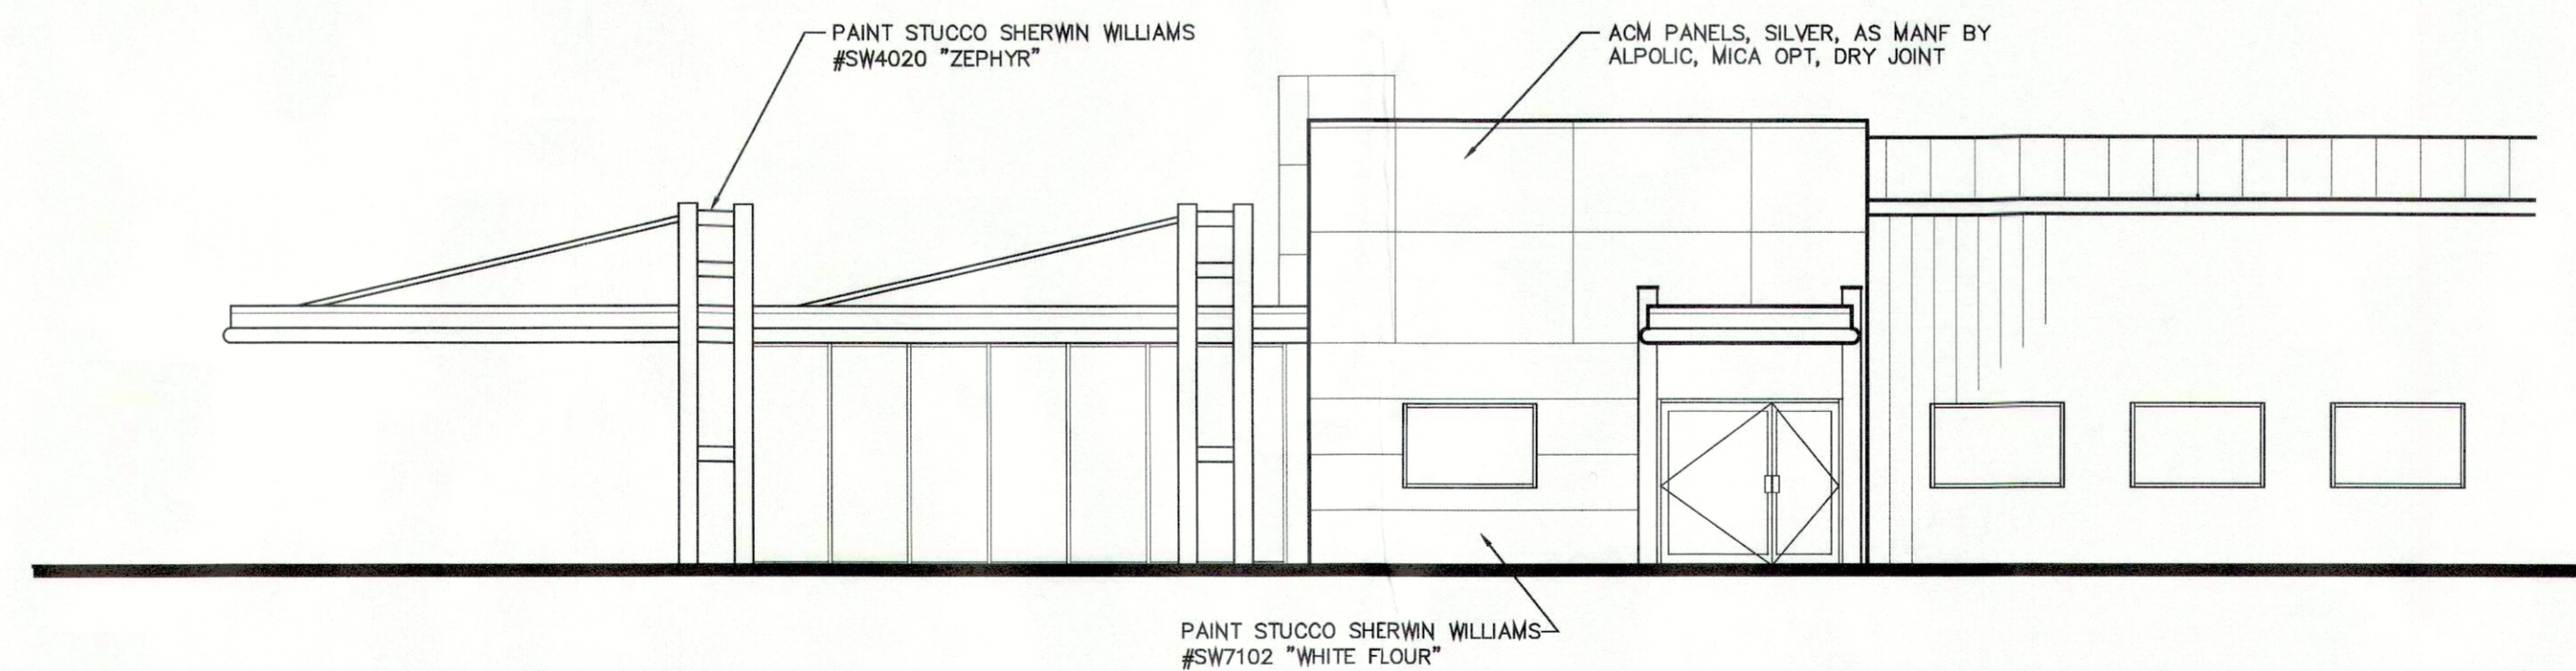 PAINT STUCCO SHERWIN WILLIAMS
#SW4020 "ZEPHYR"
ACM PANELS, SILVER, AS MANF BY
ALPOLIC, MICA OPT, DRY JOINT
PAINT STUCCO SHERWIN WILLIAMS
#SW7102 "WHITE FLOUR"